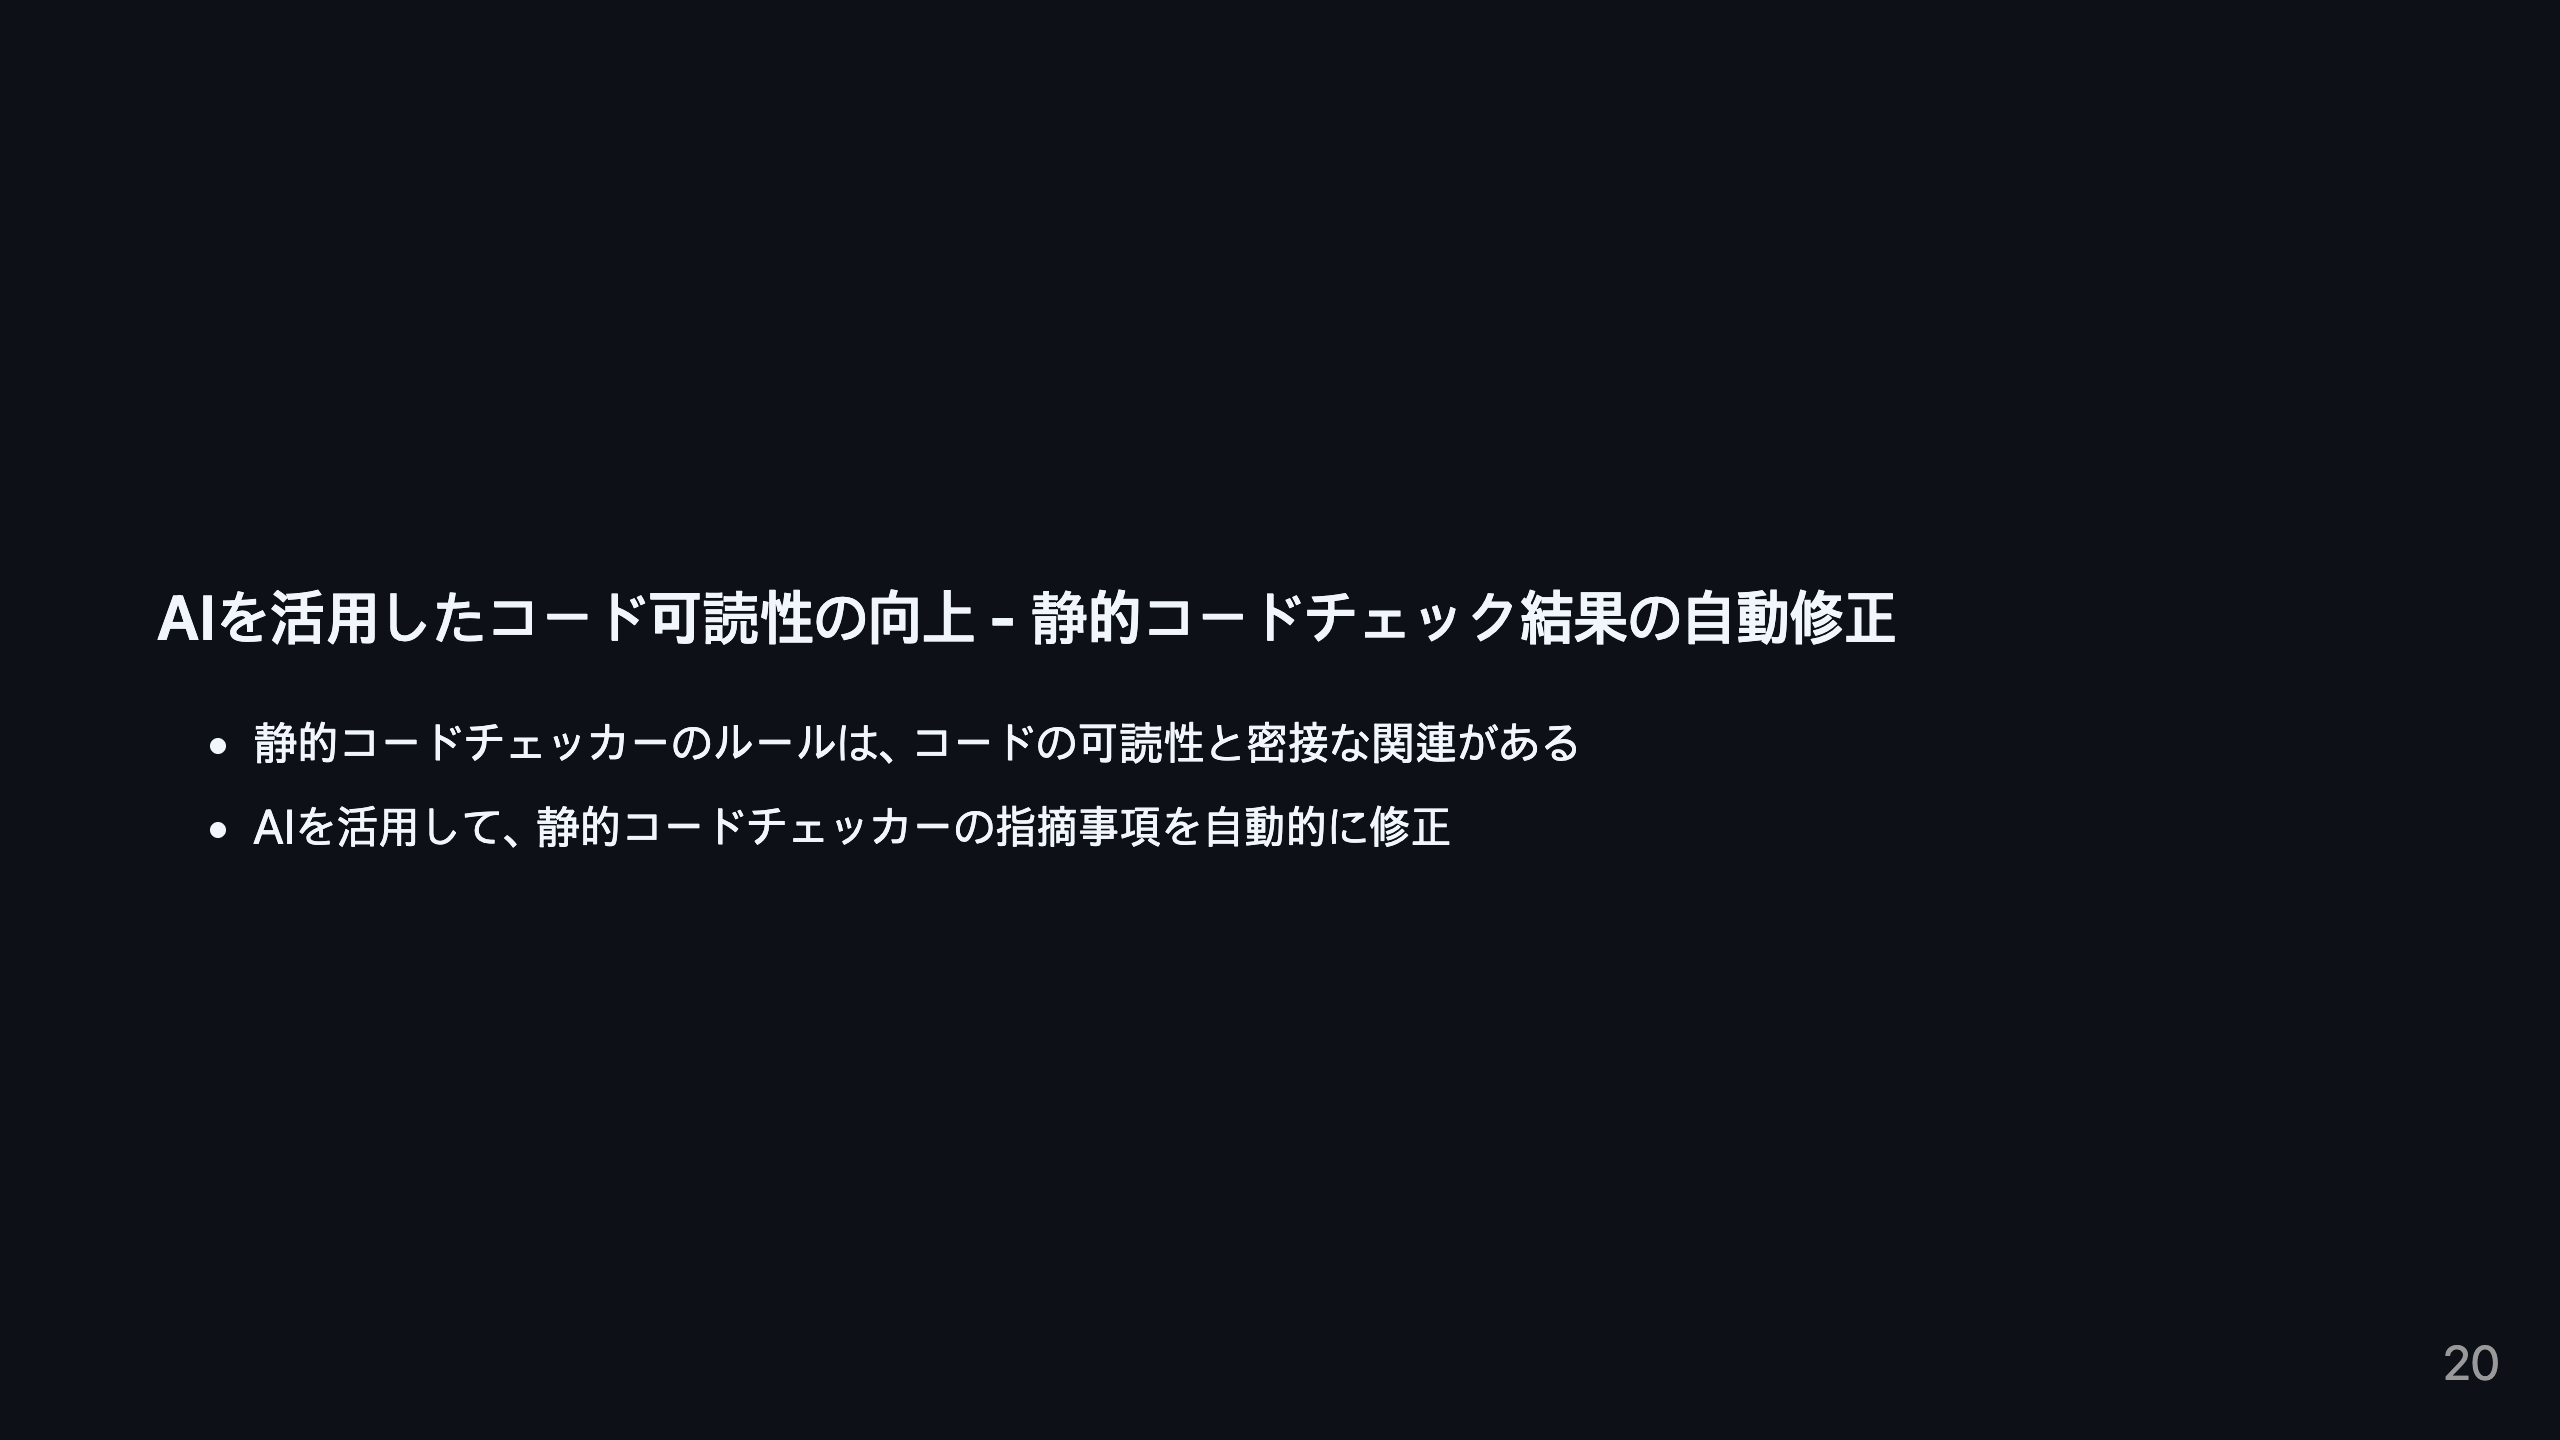 AIを活用したコード可読性の向上 - 静的コードチェック結果の自動修正
• 静的コードチェッカーのルールは、コードの可読性と密接な関連がある
• AIを活用して、静的コードチェッカーの指摘事項を自動的に修正
20